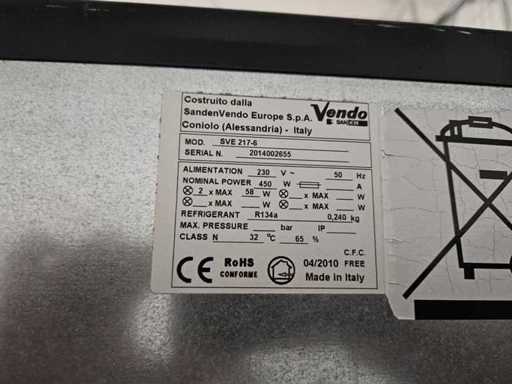 Costruito dalla
SandenVendo Europe S.p.A.
Coniolo (Alessandria) - Italy
Vendo
SANDEN
MOD. SVE 217-6
SERIAL N. 2014002655
ALIMENTATION 230 V ~ 50 Hz
NOMINAL POWER 450 W A
2 x MAX 58 W x MAX W
x MAX W x MAX W
REFRIGERANT R134a 0,240 kg
MAX. PRESSURE bar IP
CLASS N 32 °C 65 %
C.F.C.
CE RoHS 04/2010 FREE
CONFORME Made in Italy